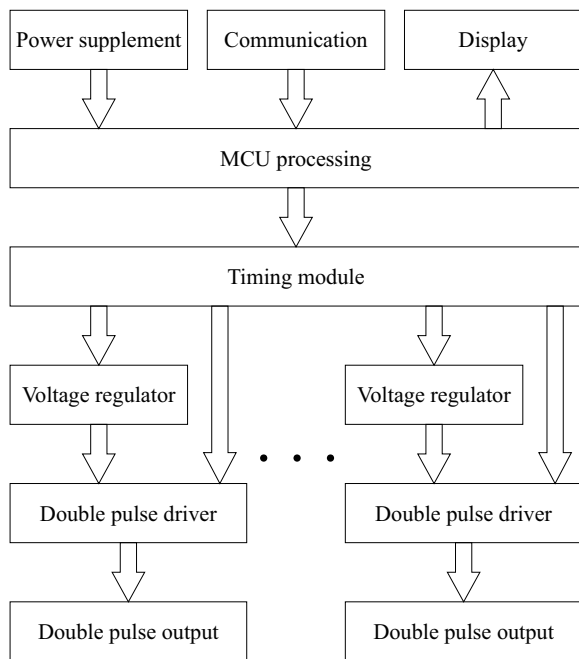 Power supplement
Communication
Display
MCU processing
Timing module
Voltage regulator
Voltage regulator
Double pulse driver
Double pulse driver
Double pulse output
Double pulse output